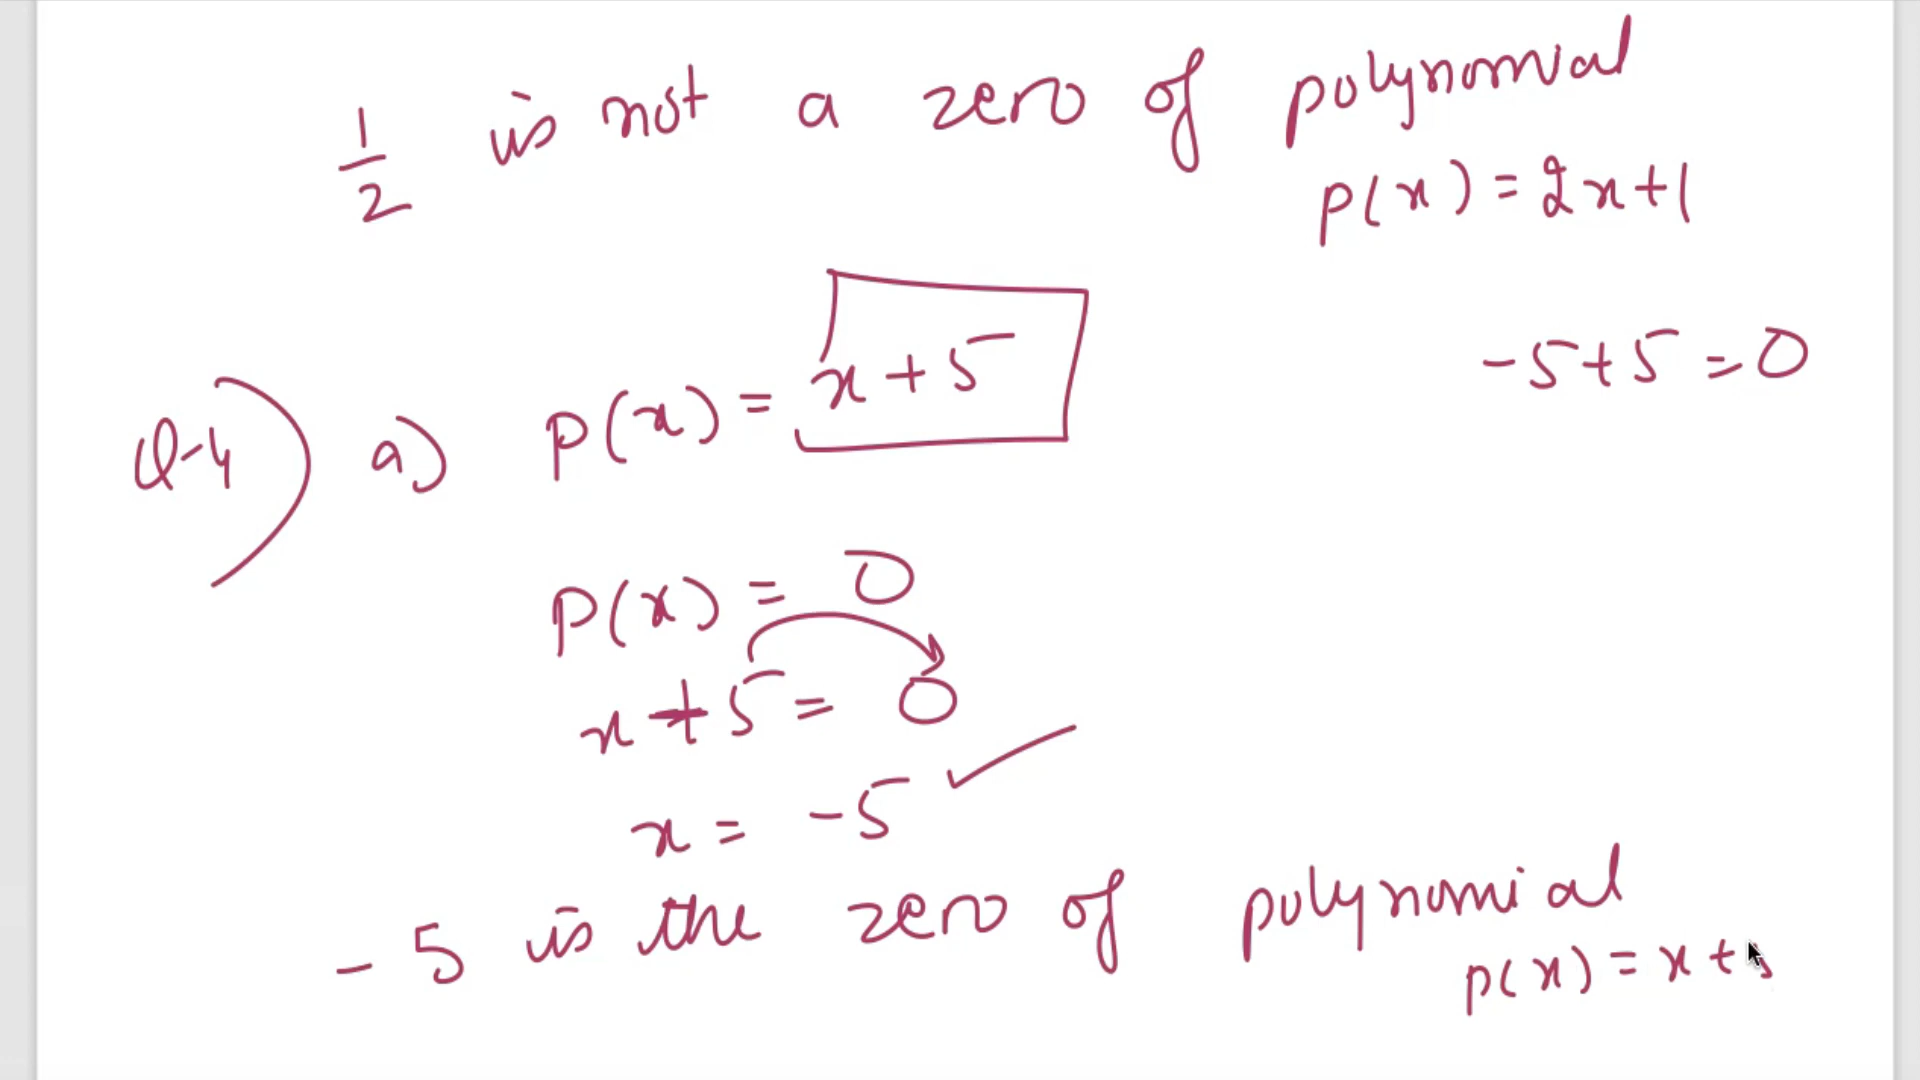 1/2 is not a zero of polynomial
p(x) = 2x+1
-5+5=0
Q-4) a) p(x) = x+5
p(x) = 0
x+5 = 0
x = -5 ✓
-5 is the zero of polynomial
p(x) = x+